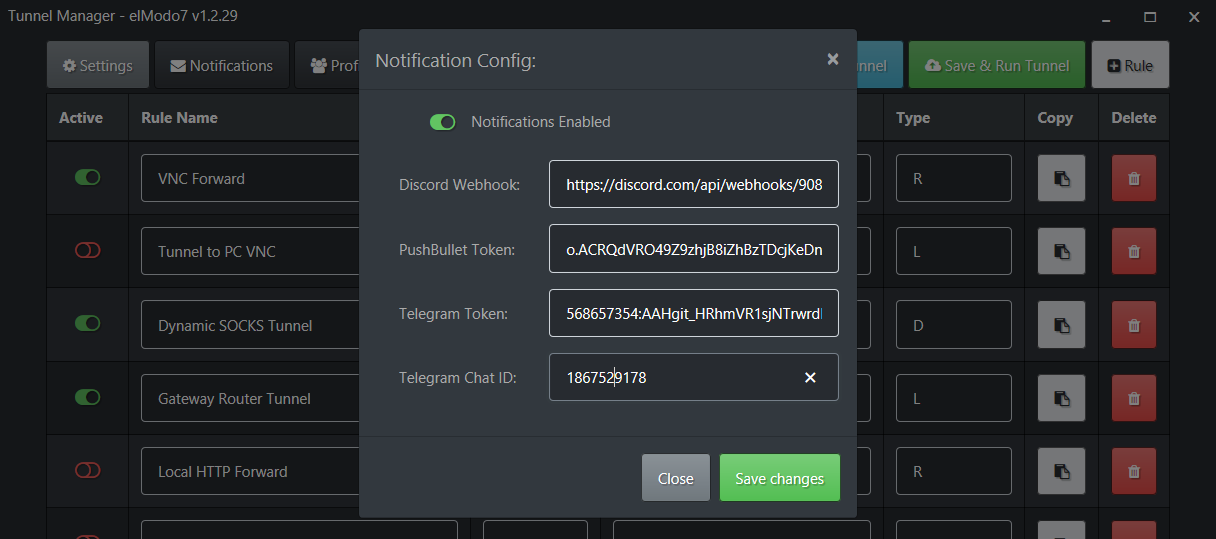 Tunnel Manager - elModo7 v1.2.29
Settings
Notifications
Save & Run Tunnel
Rule
Notification Config:
Active
Rule Name
Type
Copy
Delete
Notifications Enabled
VNC Forward
Discord Webhook:
https://discord.com/api/webhooks/908
R
Tunnel to PC VNC
PushBullet Token:
o.ACRQdVRO49Z9zhjB8iZhBzTDcjKeDn
L
Dynamic SOCKS Tunnel
Telegram Token:
568657354:AAHgit_HRhmVR1sjNTrwrd
D
Gateway Router Tunnel
Telegram Chat ID:
1867529178
L
Local HTTP Forward
R
Close
Save changes